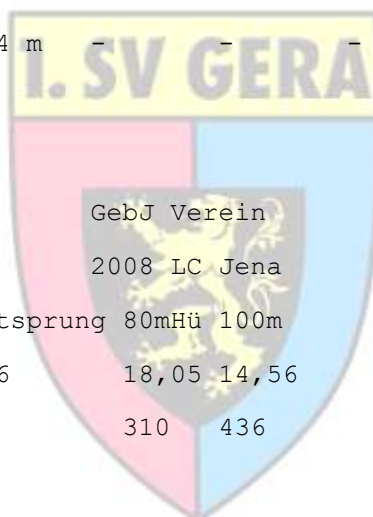 4 m - - -
1. SV GERA
GebJ Verein
2008 LC Jena
tsprung 80mHü 100m
6 18,05 14,56
310 436